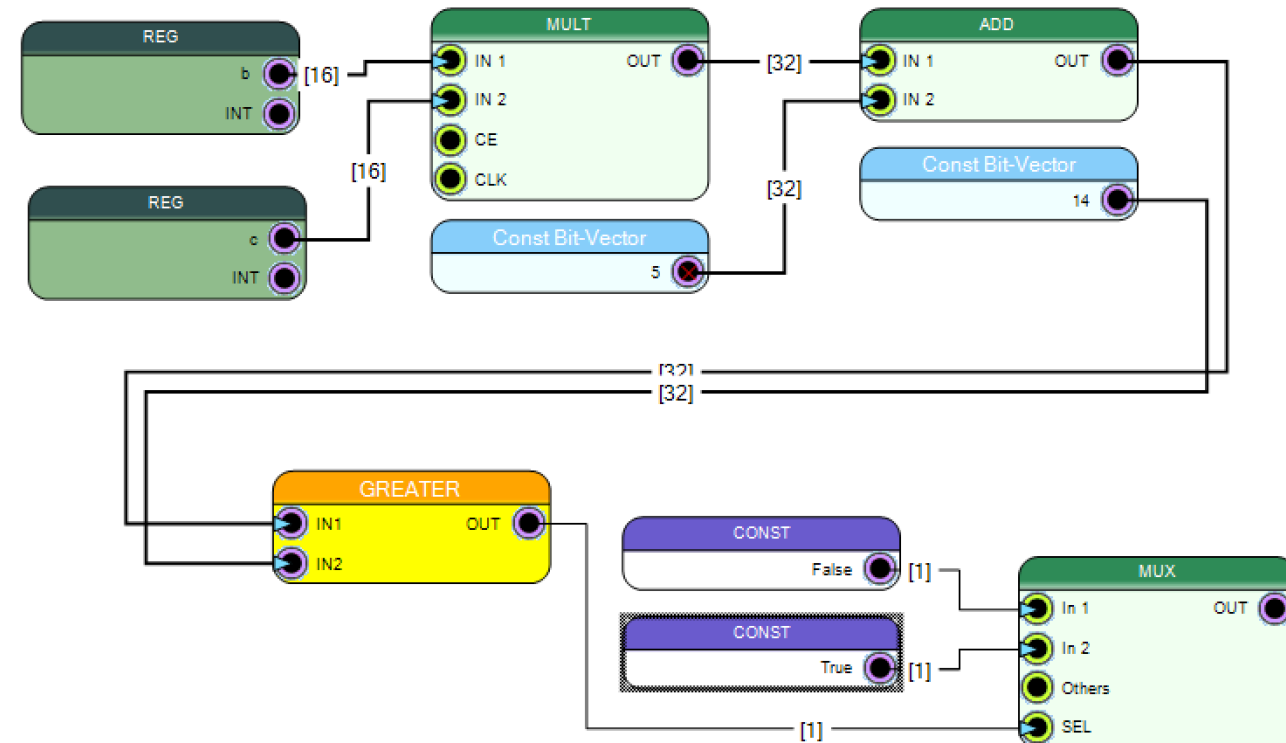 REG
b
[16]
INT
MULT
IN 1
OUT
IN 2
CE
CLK
[32]
ADD
IN 1
OUT
IN 2
REG
c
INT
[16]
Const Bit-Vector
5
[32]
Const Bit-Vector
14
[32]
[32]
GREATER
IN1
OUT
IN2
CONST
False
[1]
CONST
True
[1]
MUX
In 1
OUT
In 2
Others
SEL
[1]